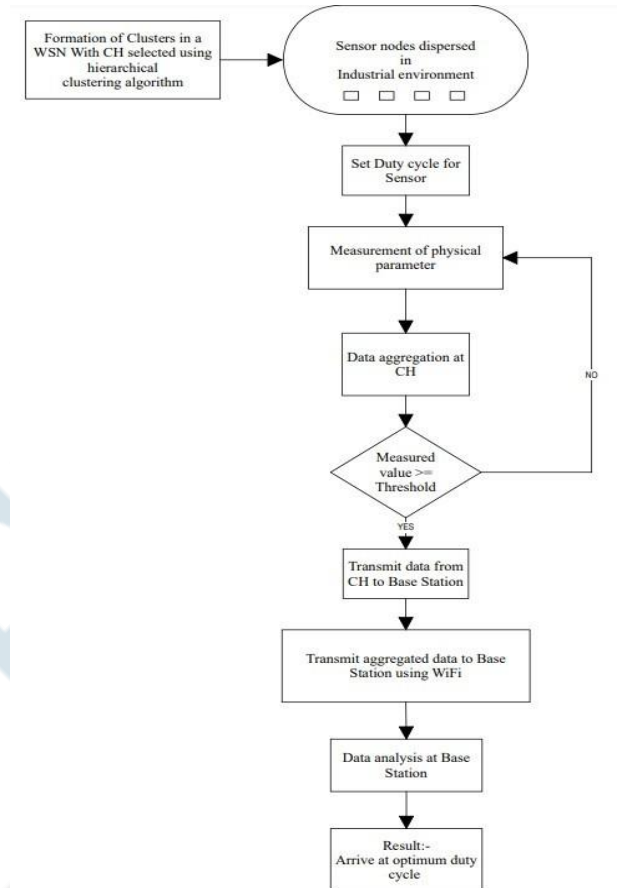 Formation of Clusters in a
WSN With CH selected using
hierarchical
clustering algorithm
Sensor nodes dispersed
in
Industrial environment
Set Duty cycle for
Sensor
Measurement of physical
parameter
Data aggregation at
CH
NO
Measured
value >=
Threshold
YES
Transmit data from
CH to Base Station
Transmit aggregated data to Base
Station using WiFi
Data analysis at Base
Station
Result:-
Arrive at optimum duty
cycle